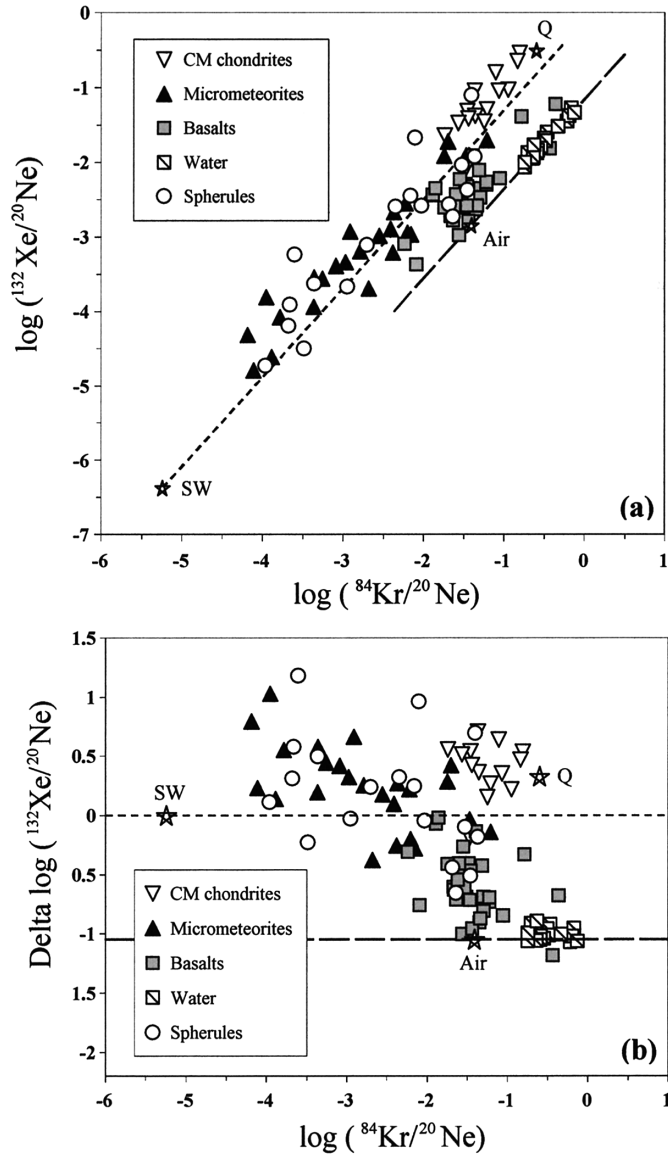 0
-1
-2
-3
-4
-5
-6
-7
log (¹³²Xe/²⁰Ne)
CM chondrites
Micrometeorites
Basalts
Water
Spherules
Q
Air
SW
(a)
-6 -5 -4 -3 -2 -1 0 1
log ( ⁸⁴Kr/²⁰Ne)
1.5
1
0.5
0
0.5
-1
1.5
-2
Delta log (¹³²Xe/²⁰Ne)
SW
Q
Air
CM chondrites
Micrometeorites
Basalts
Water
Spherules
(b)
-6 -5 -4 -3 -2 -1 0 1
log ( ⁸⁴Kr/²⁰Ne)